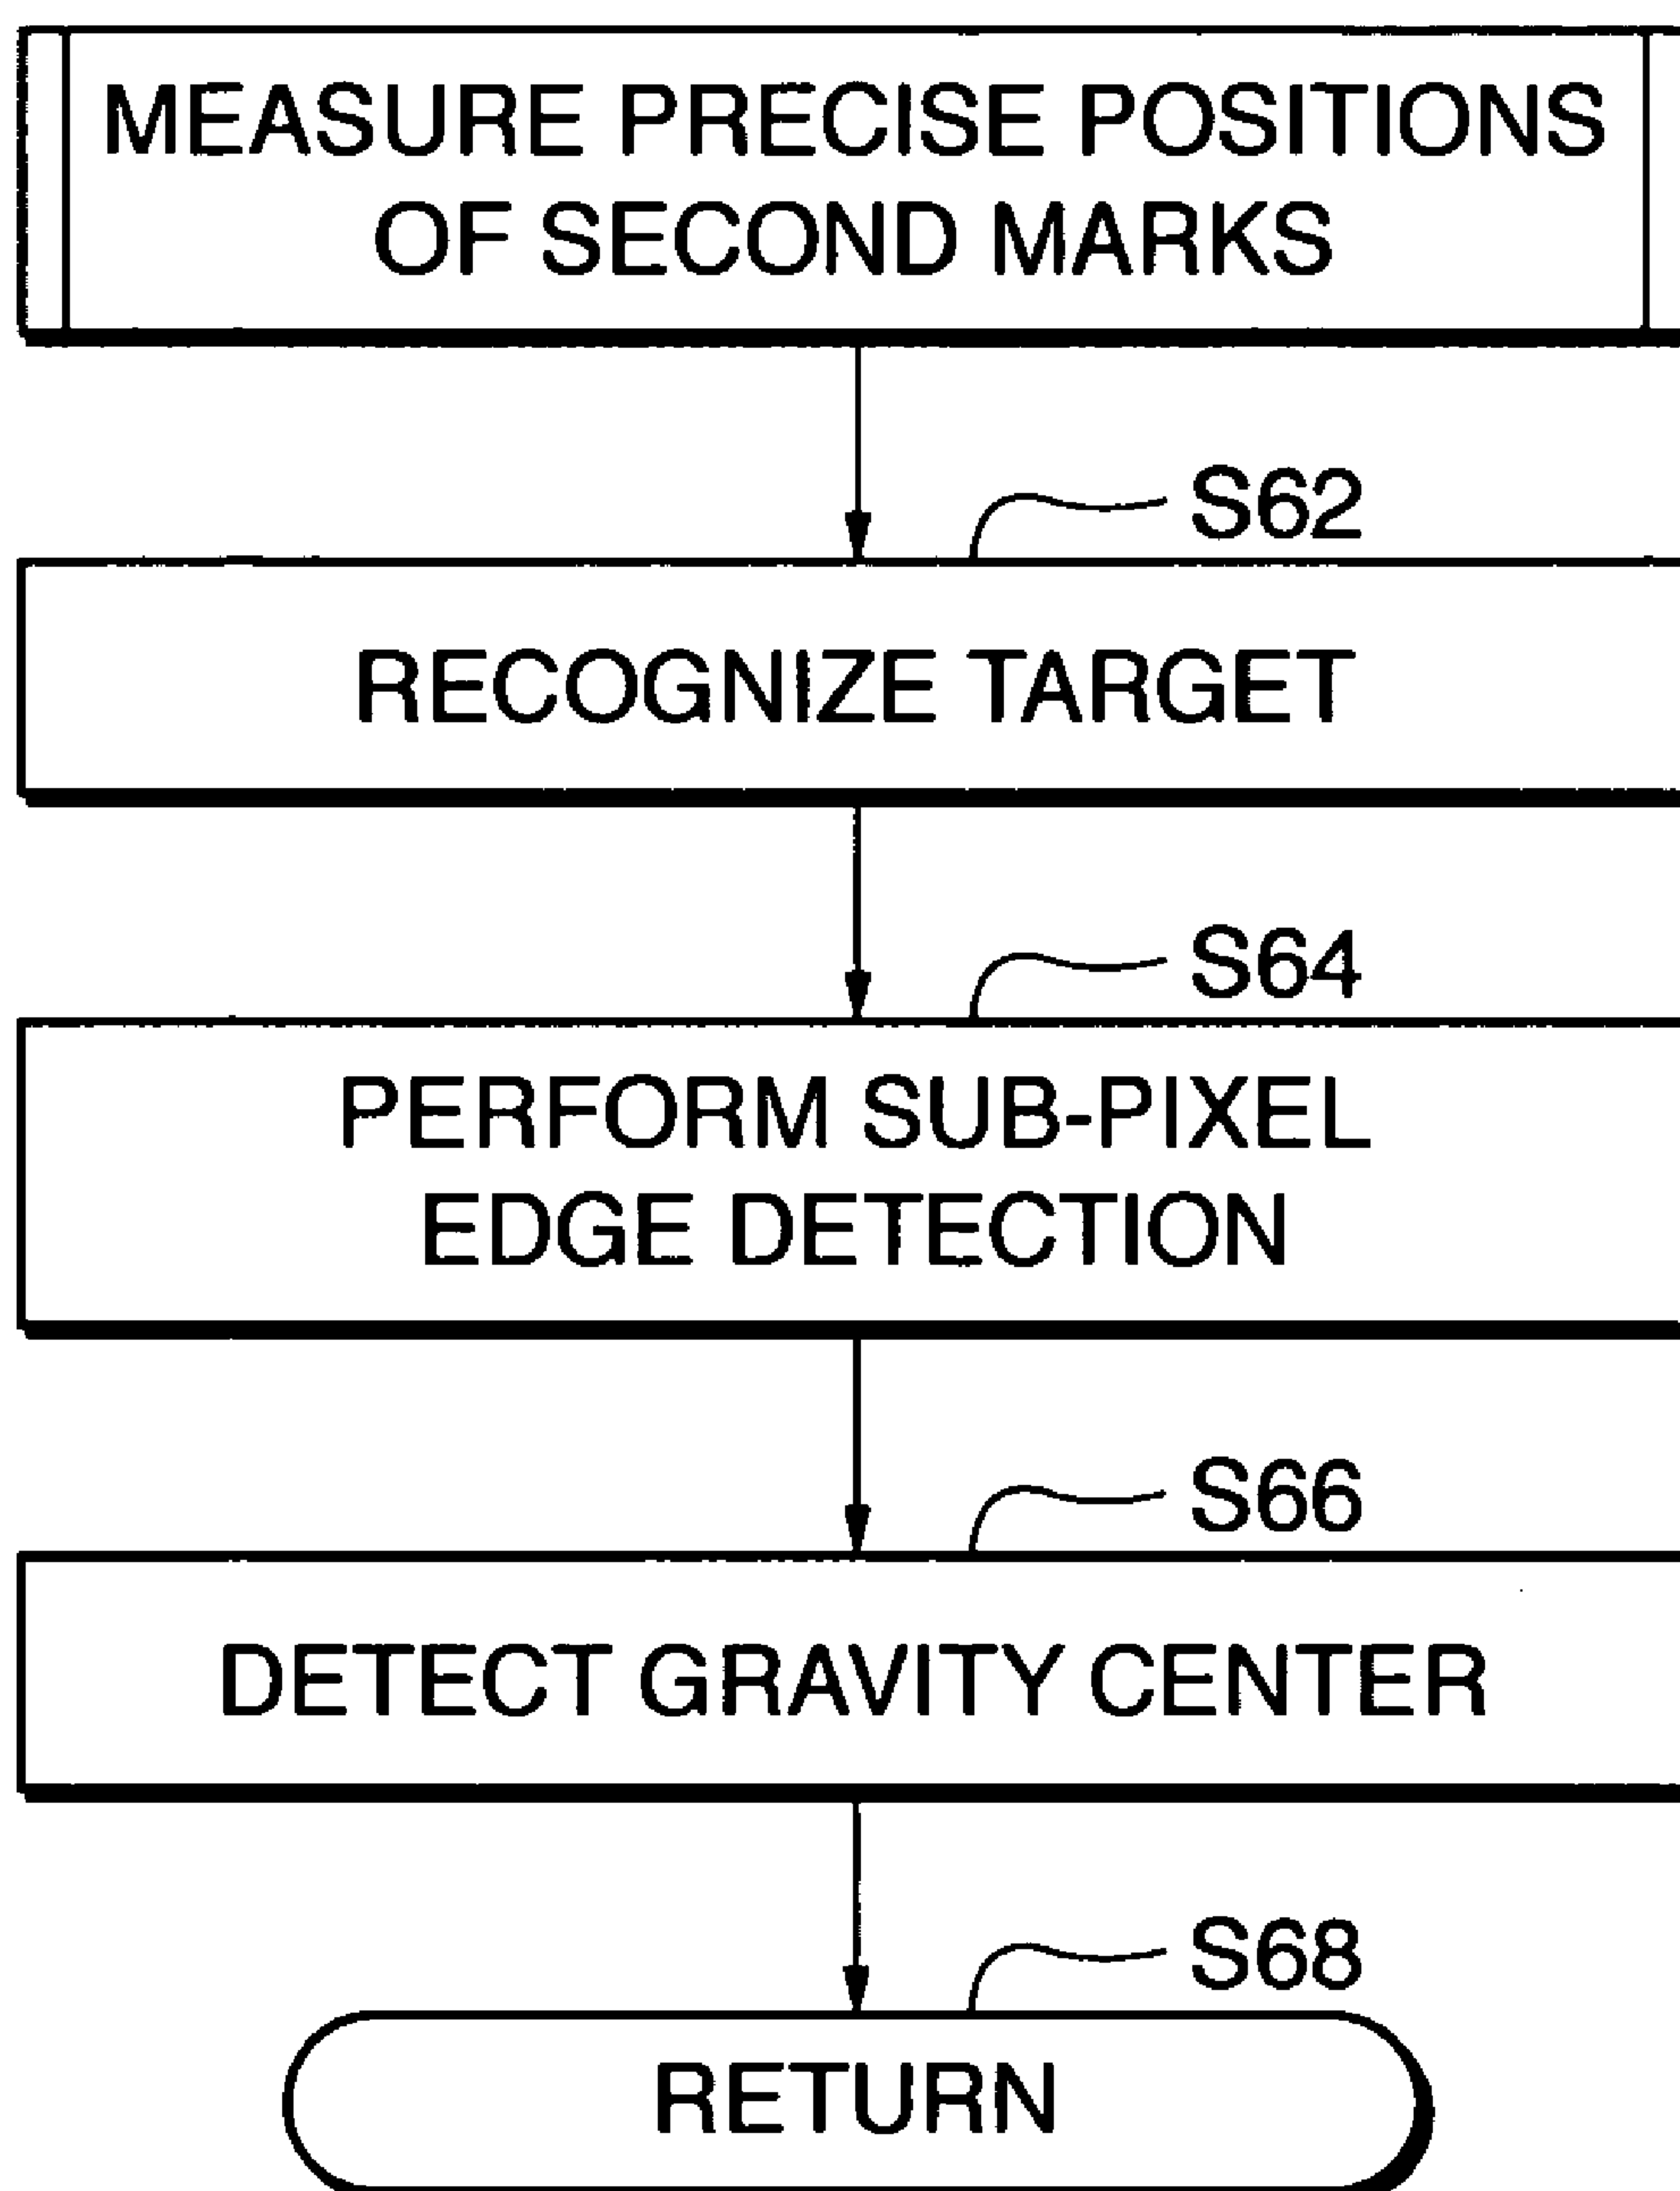 MEASURE PRECISE POSITIONS
OF SECOND MARKS
S62
RECOGNIZE TARGET
S64
PERFORM SUB-PIXEL
EDGE DETECTION
S66
DETECT GRAVITY CENTER
S68
RETURN